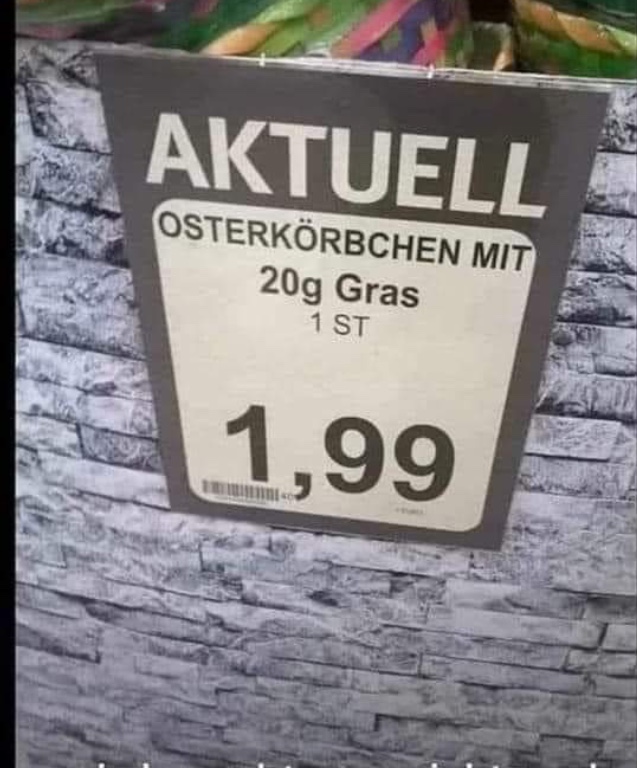 AKTUELL
OSTERKÖRBCHEN MIT
20g Gras
1 ST
1,99